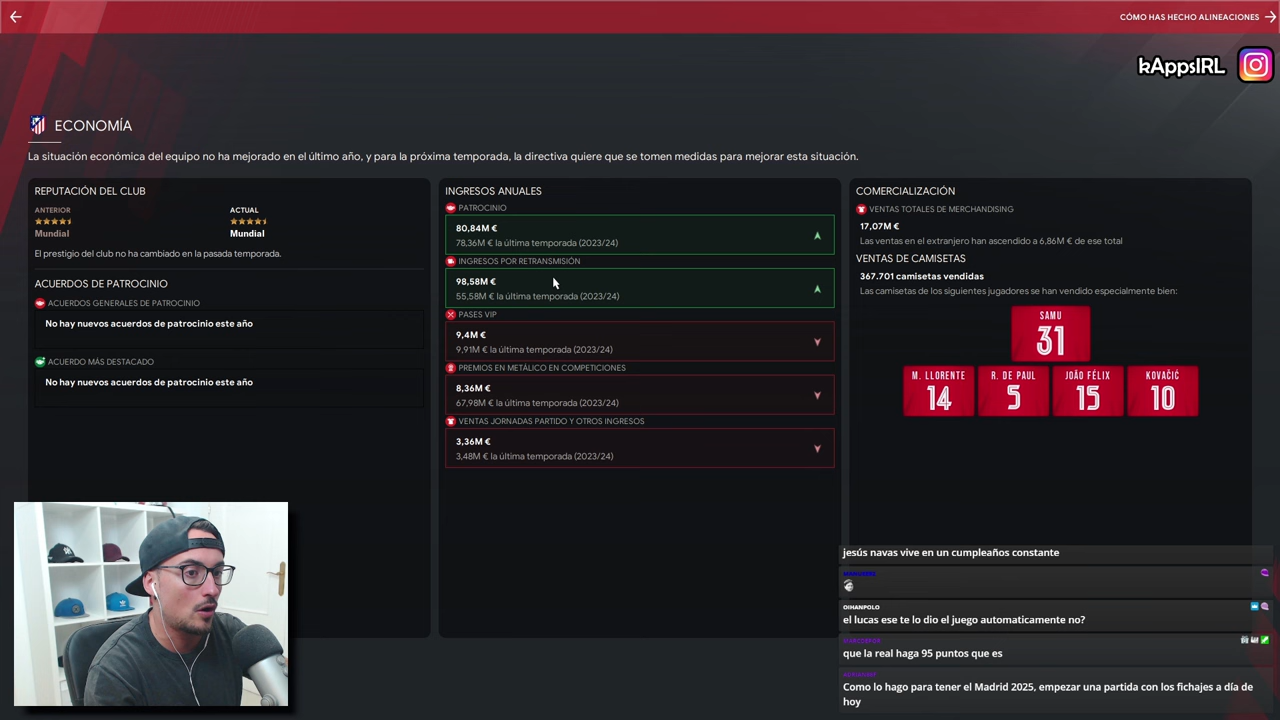 CÓMO HAS HECHO ALINEACIONES
kAppsIRL
ECONOMÍA
La situación económica del equipo no ha mejorado en el último año, y para la próxima temporada, la directiva quiere que se tomen medidas para mejorar esta situación.
REPUTACIÓN DEL CLUB
ANTERIOR
ACTUAL
Mundial
Mundial
El prestigio del club no ha cambiado en la pasada temporada.
ACUERDOS DE PATROCINIO
ACUERDOS GENERALES DE PATROCINIO
No hay nuevos acuerdos de patrocinio este año
ACUERDO MÁS DESTACADO
No hay nuevos acuerdos de patrocinio este año
INGRESOS ANUALES
PATROCINIO
80,84M €
78,36M € la última temporada (2023/24)
INGRESOS POR RETRANSMISIÓN
98,58M €
55,58M € la última temporada (2023/24)
PASES VIP
9,4M €
9,91M € la última temporada (2023/24)
PREMIOS EN METÁLICO EN COMPETICIONES
8,36M €
67,98M € la última temporada (2023/24)
VENTAS JORNADAS PARTIDO Y OTROS INGRESOS
3,36M €
3,48M € la última temporada (2023/24)
COMERCIALIZACIÓN
VENTAS TOTALES DE MERCHANDISING
17,07M €
Las ventas en el extranjero han ascendido a 6,86M € de ese total
VENTAS DE CAMISETAS
367.701 camisetas vendidas
Las camisetas de los siguientes jugadores se han vendido especialmente bien:
SAMU
31
M. LLORENTE
14
R. DE PAUL
5
JOÃO FÉLIX
15
KOVAČIĆ
10
jesús navas vive en un cumpleaños constante
OIHANPOLO
el lucas ese te lo dio el juego automaticamente no?
que la real haga 95 puntos que es
Como lo hago para tener el Madrid 2025, empezar una partida con los fichajes a día de
hoy